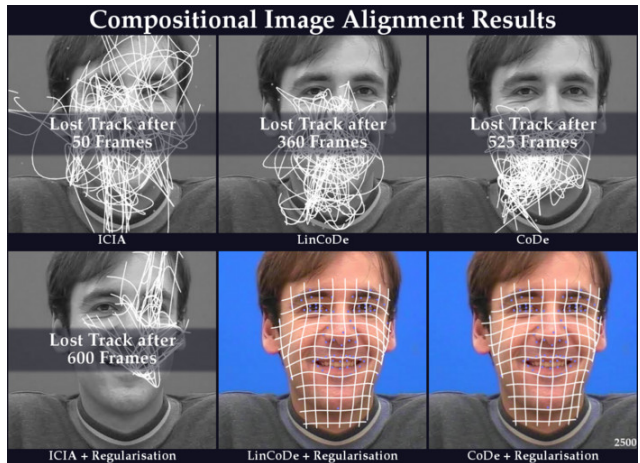 Compositional Image Alignment Results
Lost Track after
50 Frames
Lost Track after
360 Frames
Lost Track after
525 Frames
ICIA
LinCoDe
CoDe
Lost Track after
600 Frames
2500
ICIA + Regularisation
LinCoDe + Regularisation
CoDe + Regularisation